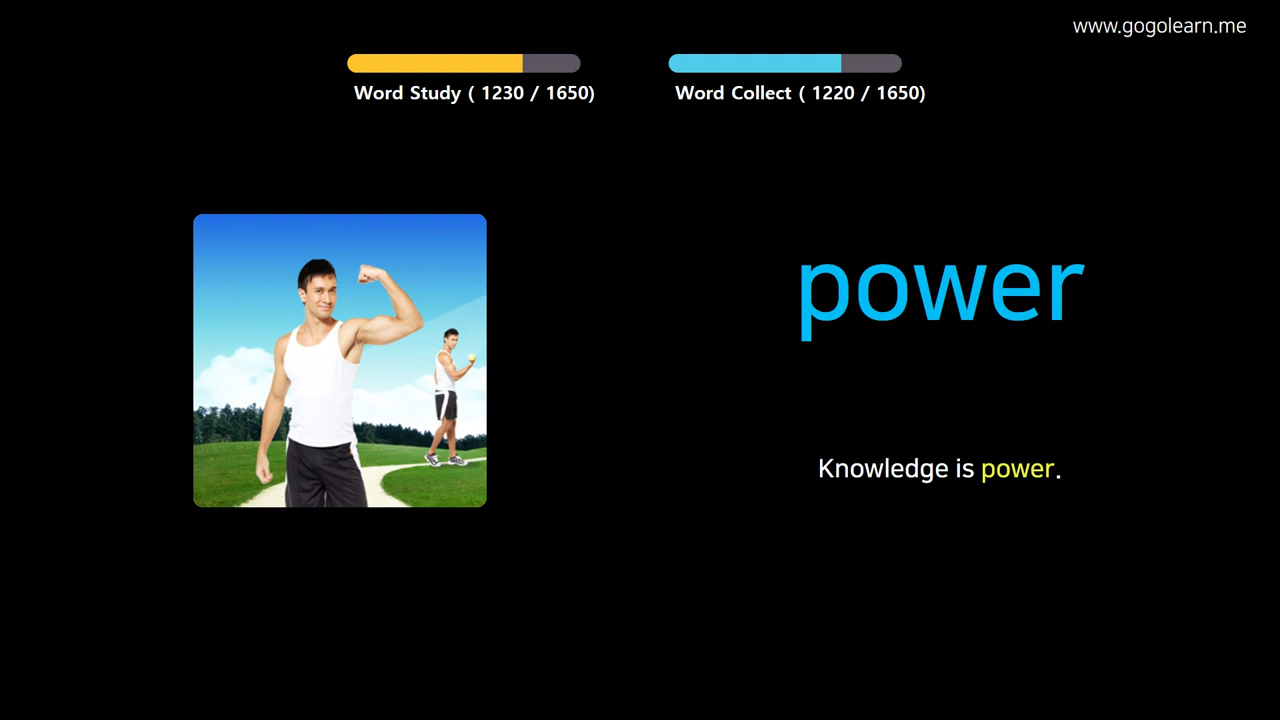 www.gogolearn.me
Word Study ( 1230 / 1650)
Word Collect ( 1220 / 1650)
power
Knowledge is power.